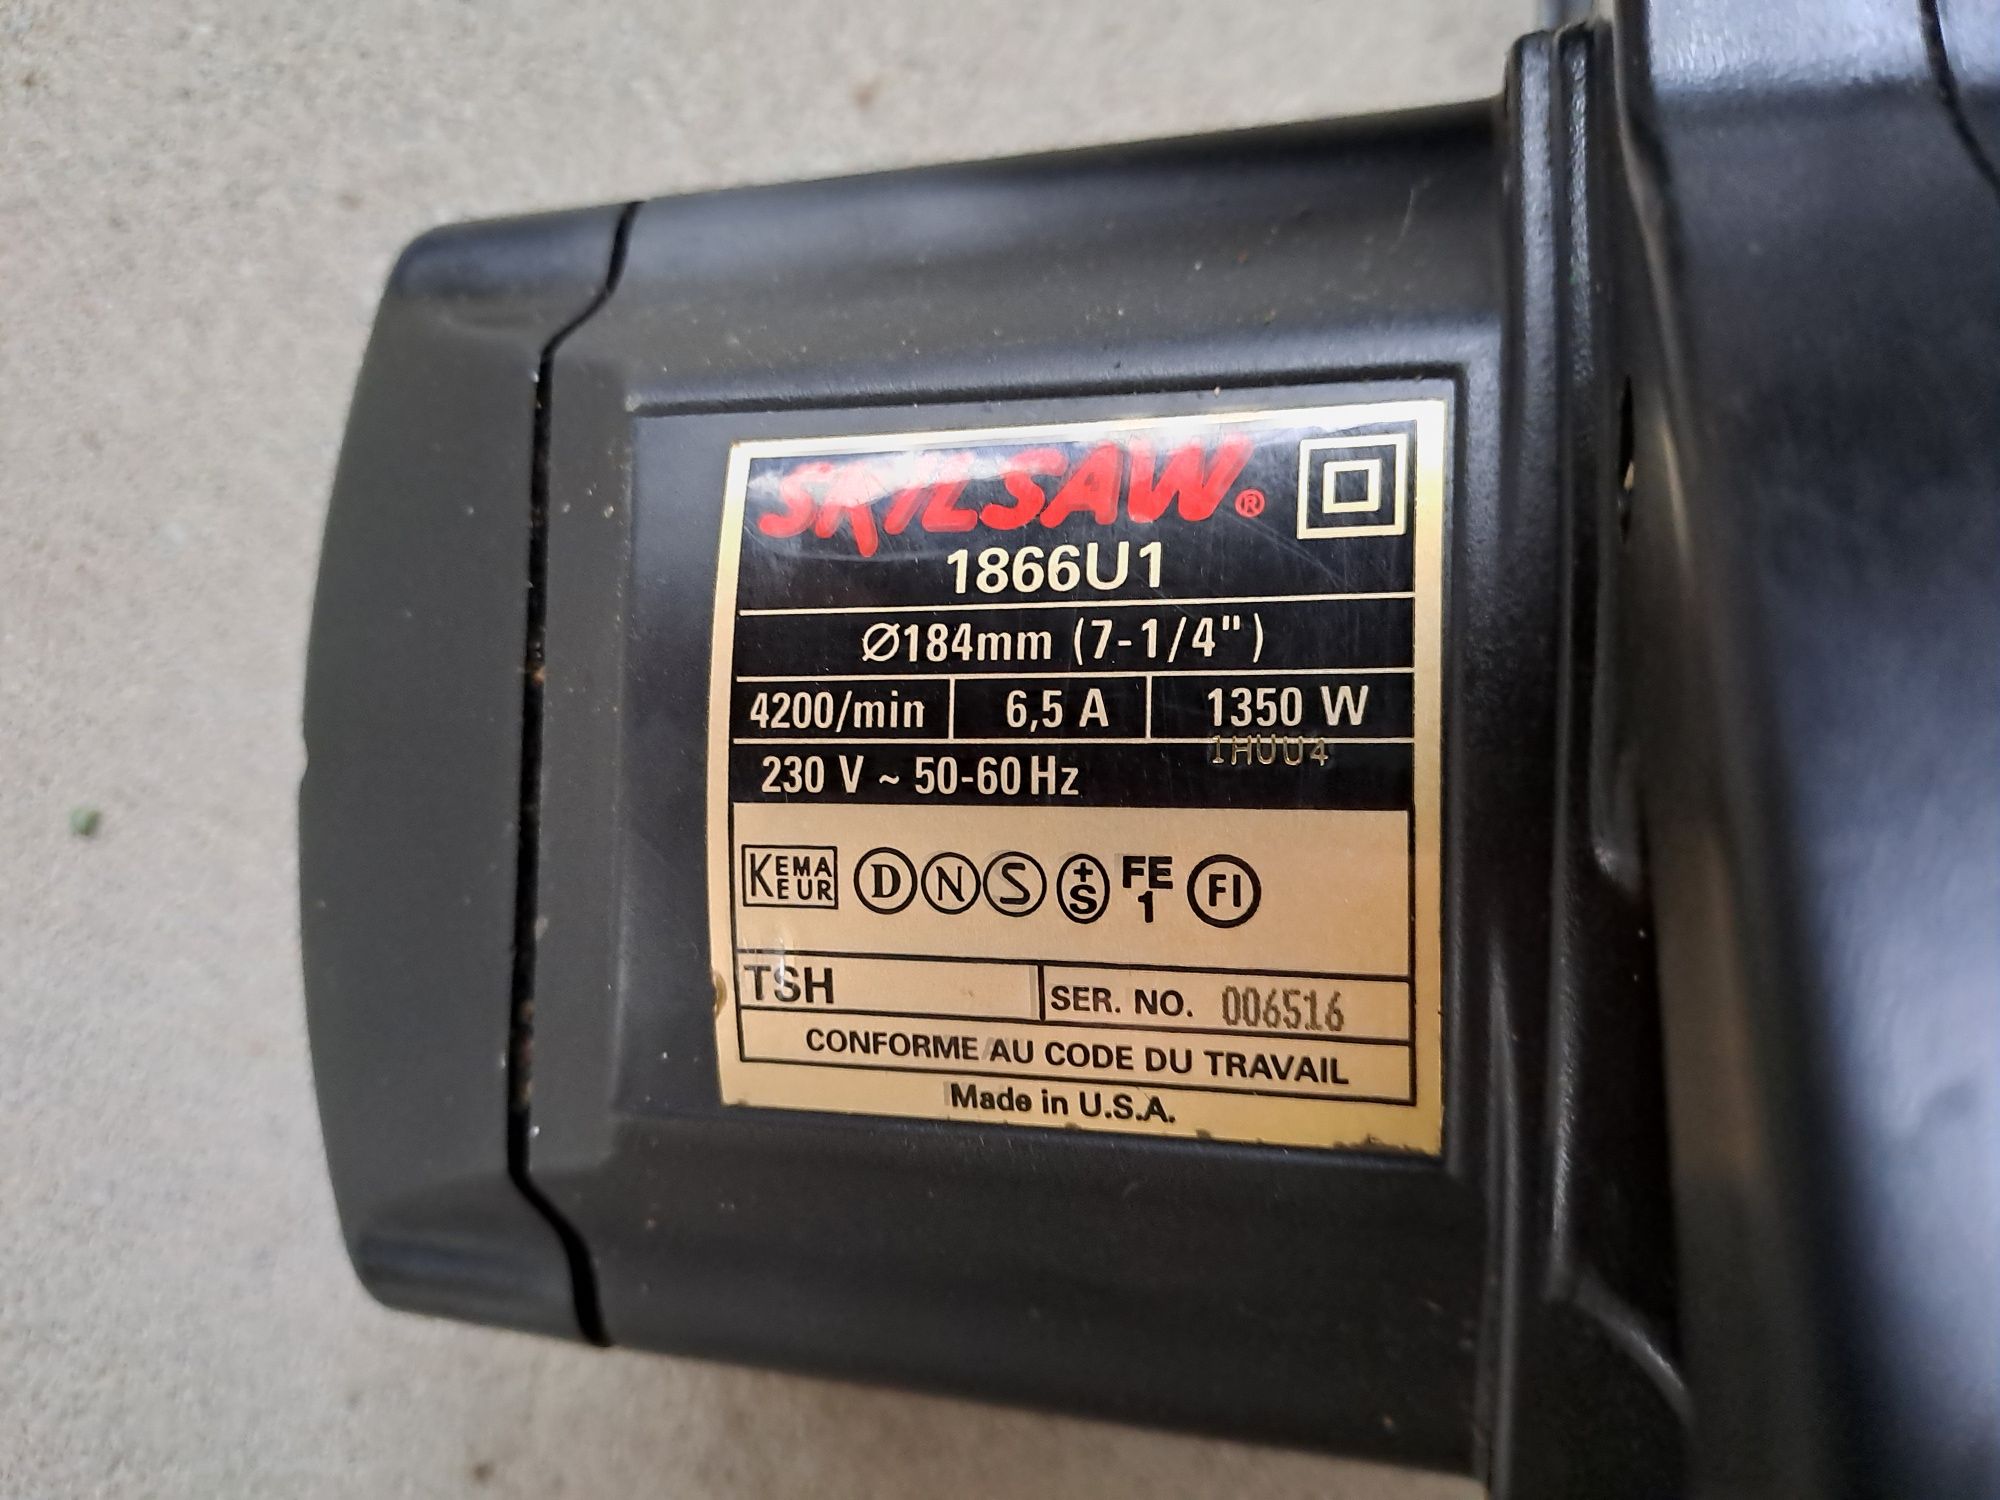 SKILSAW®
1866U1
Ø184mm (7-1/4")
4200/min 6,5 A 1350 W
1HUU4
230 V ~ 50-60 Hz
KEMA EUR D N S +S FE 1 FI
TSH SER. NO. 006516
CONFORME AU CODE DU TRAVAIL
Made in U.S.A.